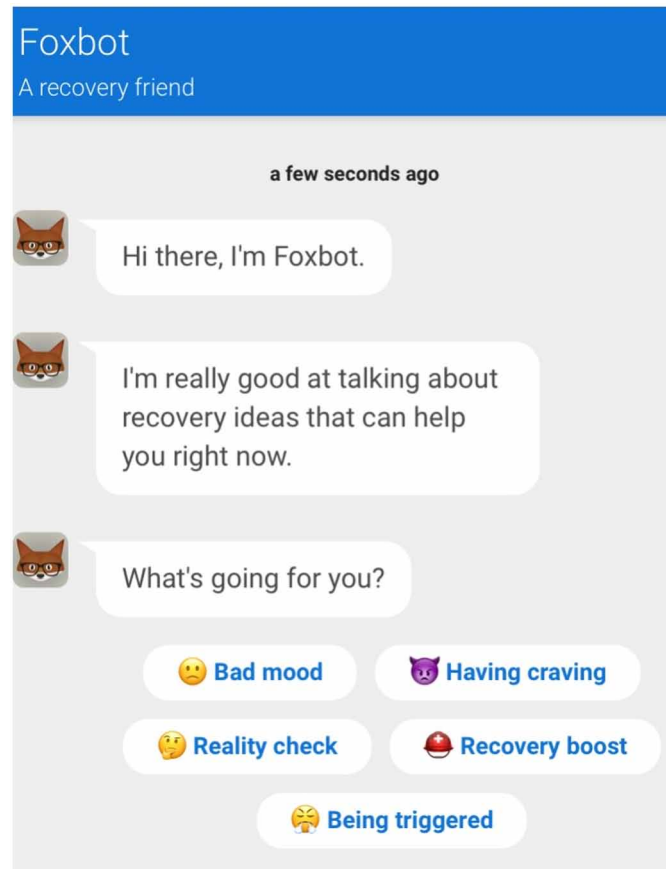 Foxbot
A recovery friend
a few seconds ago
Hi there, I'm Foxbot.
I'm really good at talking about
recovery ideas that can help
you right now.
What's going for you?
Bad mood
Having craving
Reality check
Recovery boost
Being triggered